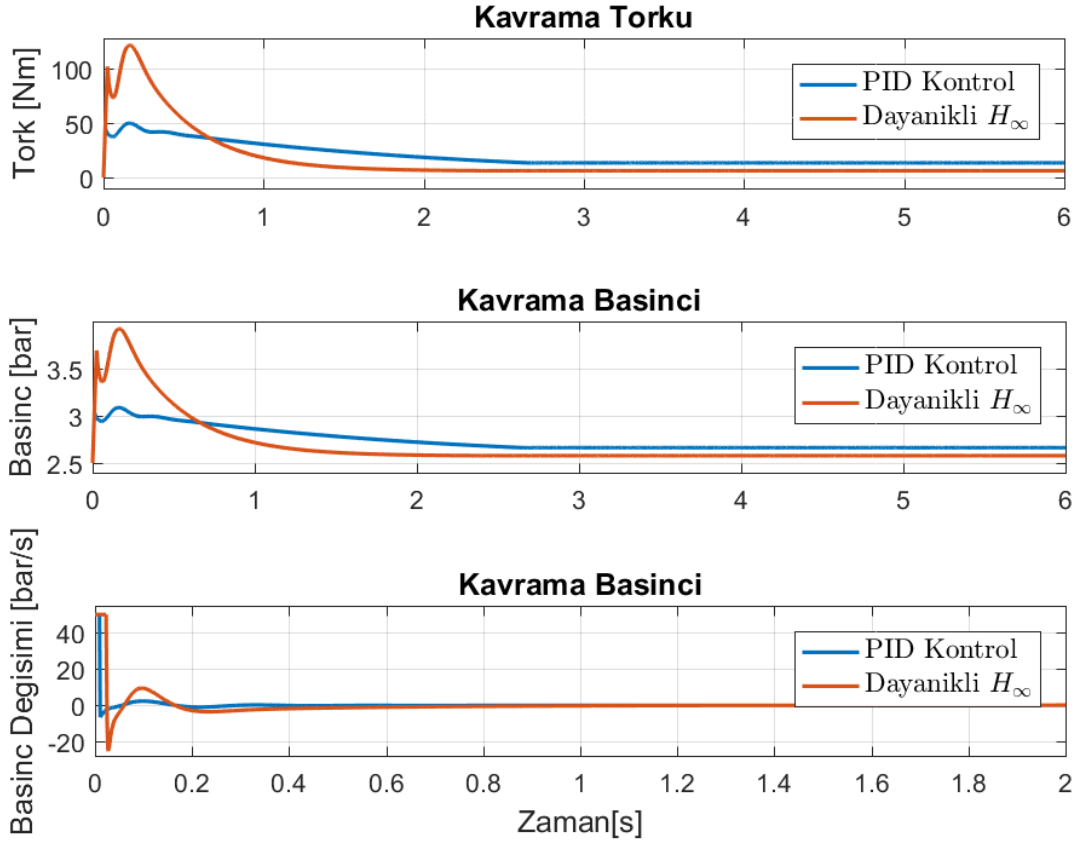 Kavrama Torku
Tork [Nm]
100
50
0
PID Kontrol
Dayanikli H∞
0 1 2 3 4 5 6
Kavrama Basinci
Basinc [bar]
3.5
3
2.5
PID Kontrol
Dayanikli H∞
0 1 2 3 4 5 6
Kavrama Basinci
Basinc Degisimi [bar/s]
40
20
0
-20
PID Kontrol
Dayanikli H∞
0 0.2 0.4 0.6 0.8 1 1.2 1.4 1.6 1.8 2
Zaman[s]